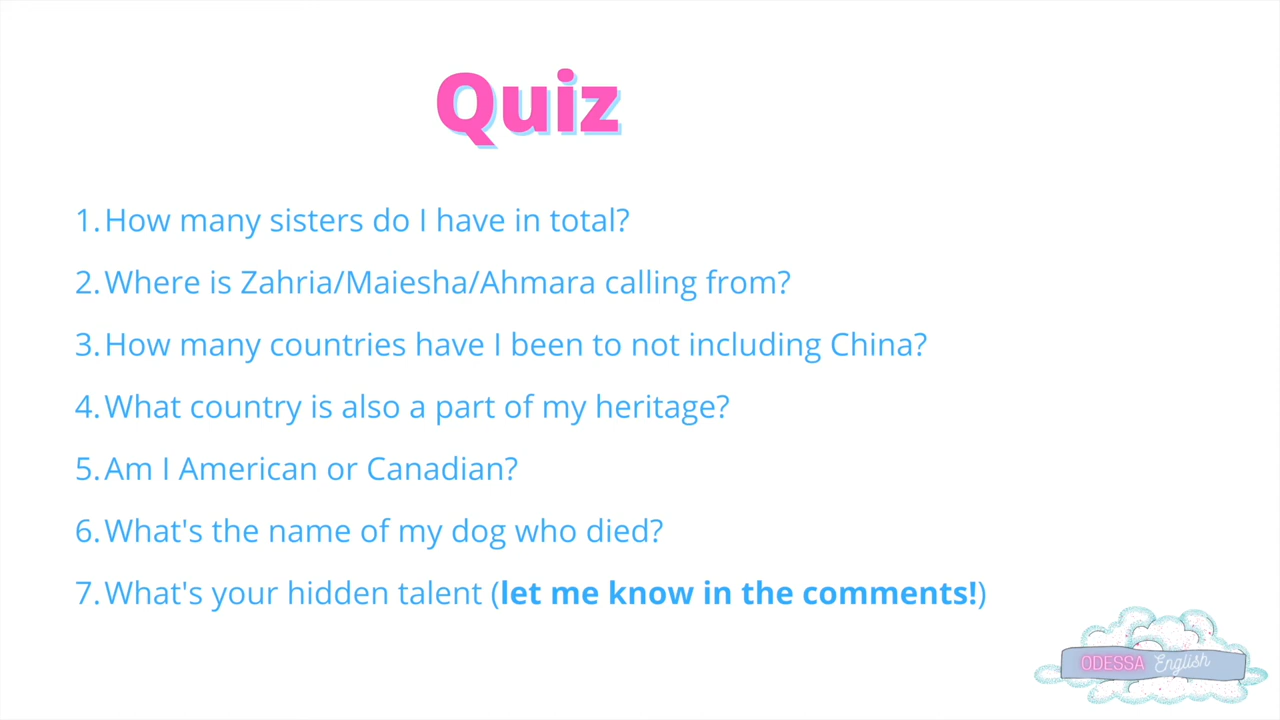 Quiz
1. How many sisters do I have in total?
2. Where is Zahria/Maiesha/Ahmara calling from?
3. How many countries have I been to not including China?
4. What country is also a part of my heritage?
5. Am I American or Canadian?
6. What's the name of my dog who died?
7. What's your hidden talent (let me know in the comments!)
ODESSA English